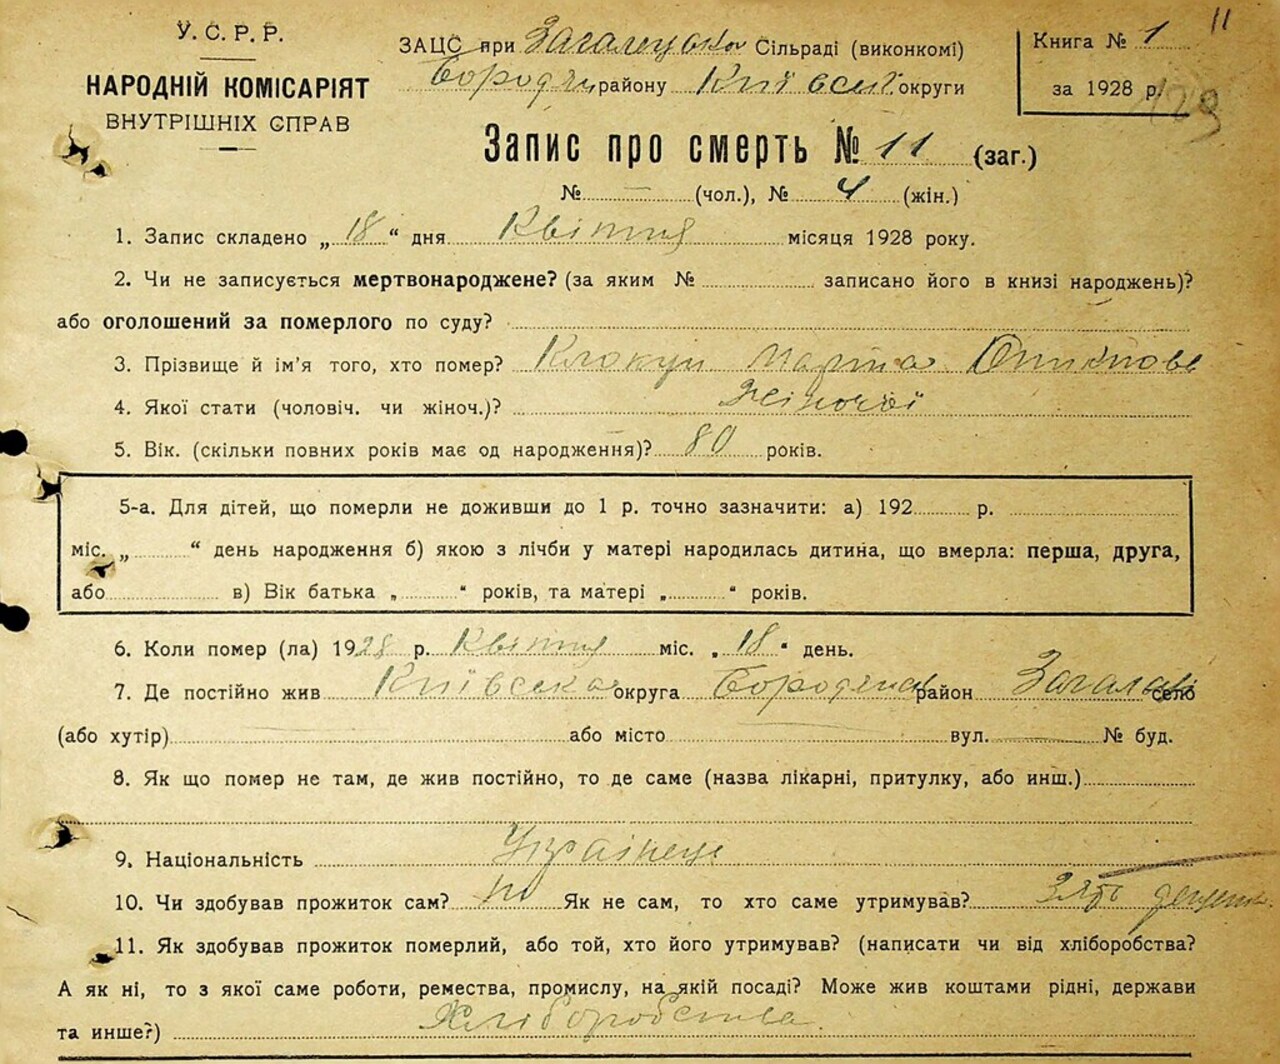 11
У.С.Р.Р.
НАРОДНІЙ КОМІСАРІЯТ
ВНУТРІШНІХ СПРАВ
ЗАЦС при Сільраді (виконкомі)
району округи
Книга № 1
за 1928 р. 129
Запис про смерть № 11 (заг.)
№ — (чол.), № 4 (жін.)
1. Запис складено „ 18 “ дня Квітня місяця 1928 року.
2. Чи не записується мертвонароджене? (за яким № записано його в книзі народжень)?
або оголошений за померлого по суду?
3. Прізвище й ім'я того, хто помер? Клокун Марта
4. Якої стати (чоловіч. чи жіноч.)? Жіночої
5. Вік. (скільки повних років має од народження)? 80 років.
5-а. Для дітей, що померли не доживши до 1 р. точно зазначити: а) 192 р.
міс. „ “ день народження б) якою з лічби у матері народилась дитина, що вмерла: перша, друга,
або в) Вік батька „ “ років, та матері „ “ років.
6. Коли помер (ла) 1928 р. Квітня міс. „ 18 “ день.
7. Де постійно жив Київська округа район село
(або хутір) або місто вул. — № буд.
8. Як що помер не там, де жив постійно, то де саме (назва лікарні, притулку, або инш.)
9. Національність Українець
10. Чи здобував прожиток сам? Як не сам, то хто саме утримував?
11. Як здобував прожиток померлий, або той, хто його утримував? (написати чи від хліборобства?
А як ні, то з якої саме роботи, ремества, промислу, на якій посаді? Може жив коштами рідні, держави
та инше?) Хліборобства.